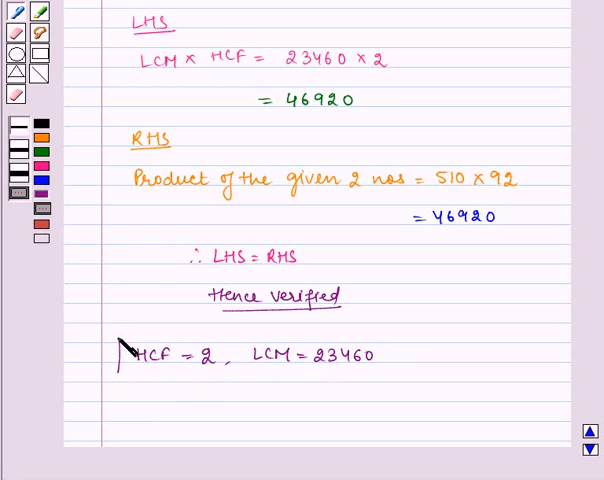 LHS
LCM × HCF = 23460 × 2
= 46920
RHS
Product of the given 2 nos = 510 × 92
= 46920
∴ LHS = RHS
Hence verified
HCF = 2, LCM = 23460